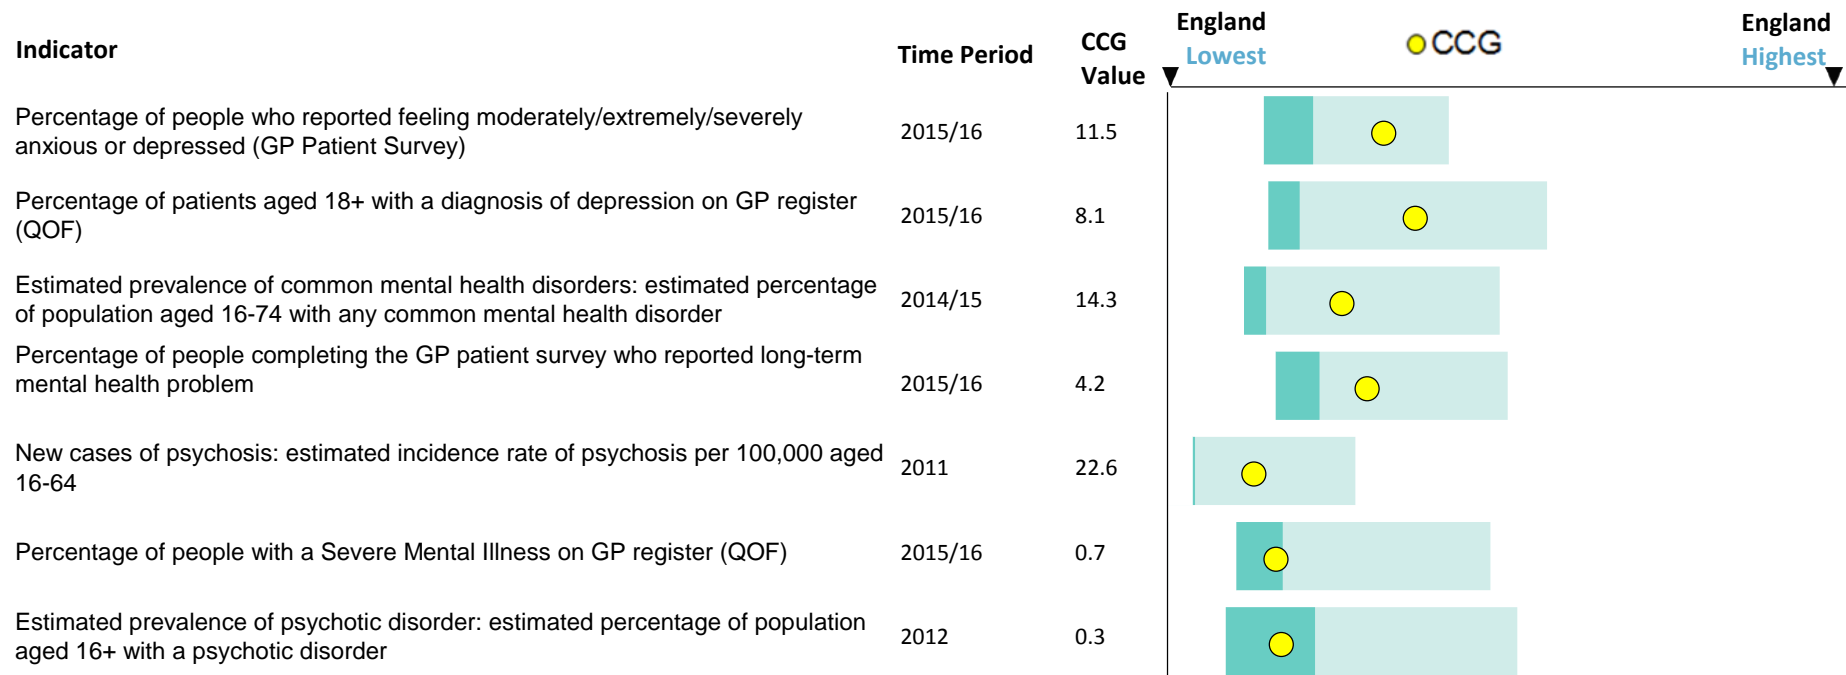 England
Lowest
CCG
England
Highest
Indicator
Time Period
CCG
Value
Percentage of people who reported feeling moderately/extremely/severely
anxious or depressed (GP Patient Survey)
2015/16
11.5
Percentage of patients aged 18+ with a diagnosis of depression on GP register
(QOF)
2015/16
8.1
Estimated prevalence of common mental health disorders: estimated percentage
of population aged 16-74 with any common mental health disorder
2014/15
14.3
Percentage of people completing the GP patient survey who reported long-term
mental health problem
2015/16
4.2
New cases of psychosis: estimated incidence rate of psychosis per 100,000 aged
16-64
2011
22.6
Percentage of people with a Severe Mental Illness on GP register (QOF)
2015/16
0.7
Estimated prevalence of psychotic disorder: estimated percentage of population
aged 16+ with a psychotic disorder
2012
0.3